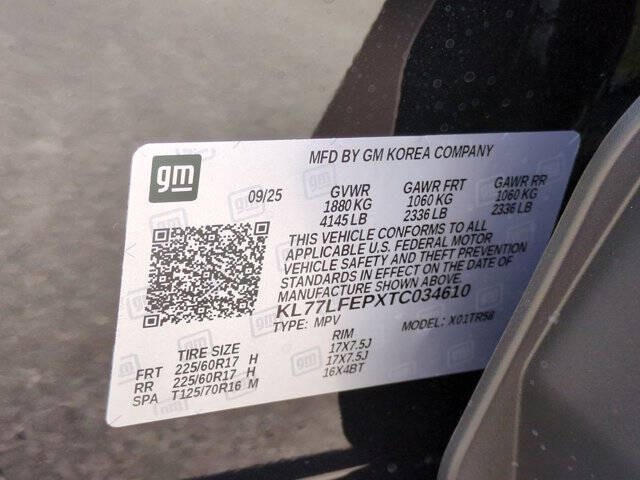 gm
MFD BY GM KOREA COMPANY
09/25
GVWR
1880 KG
4145 LB
GAWR FRT
1060 KG
2336 LB
GAWR RR
1060 KG
2336 LB
THIS VEHICLE CONFORMS TO ALL
APPLICABLE U.S. FEDERAL MOTOR
VEHICLE SAFETY AND THEFT PREVENTION
STANDARDS IN EFFECT ON THE DATE OF
MANUFACTURE SHOWN ABOVE.
KL77LFEPXTC034610
TYPE: MPV
MODEL: X01TR58
TIRE SIZE
RIM
FRT 225/60R17 H 17X7.5J
RR 225/60R17 H 17X7.5J
SPA T125/70R16 M 16X4BT